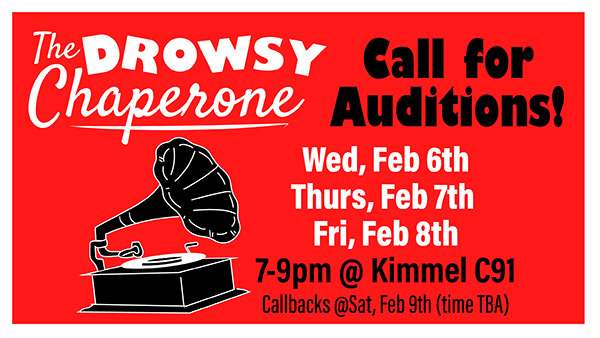 The DROWSY
Chaperone
Call for
Auditions!
Wed, Feb 6th
Thurs, Feb 7th
Fri, Feb 8th
7-9pm @ Kimmel C91
Callbacks @Sat, Feb 9th (time TBA)